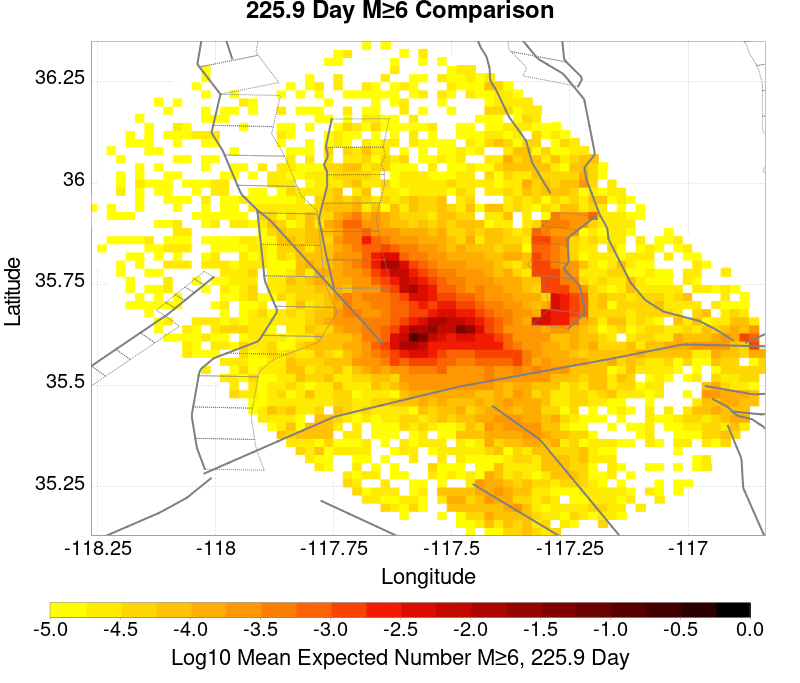 225.9 Day M≥6 Comparison
36.25
36
35.75
35.5
35.25
Latitude
-118.25 -118 -117.75 -117.5 -117.25 -117
Longitude
-5.0 -4.5 -4.0 -3.5 -3.0 -2.5 -2.0 -1.5 -1.0 -0.5 0.0
Log10 Mean Expected Number M≥6, 225.9 Day